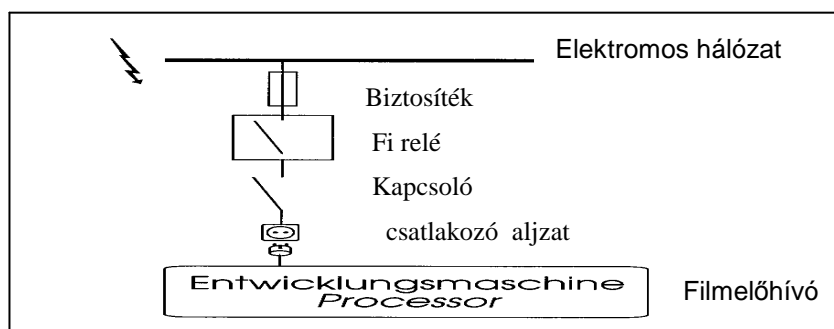 Elektromos hálózat
Biztosíték
Fi relé
Kapcsoló
csatlakozó aljzat
Entwicklungsmaschine
Processor
Filmelőhívó